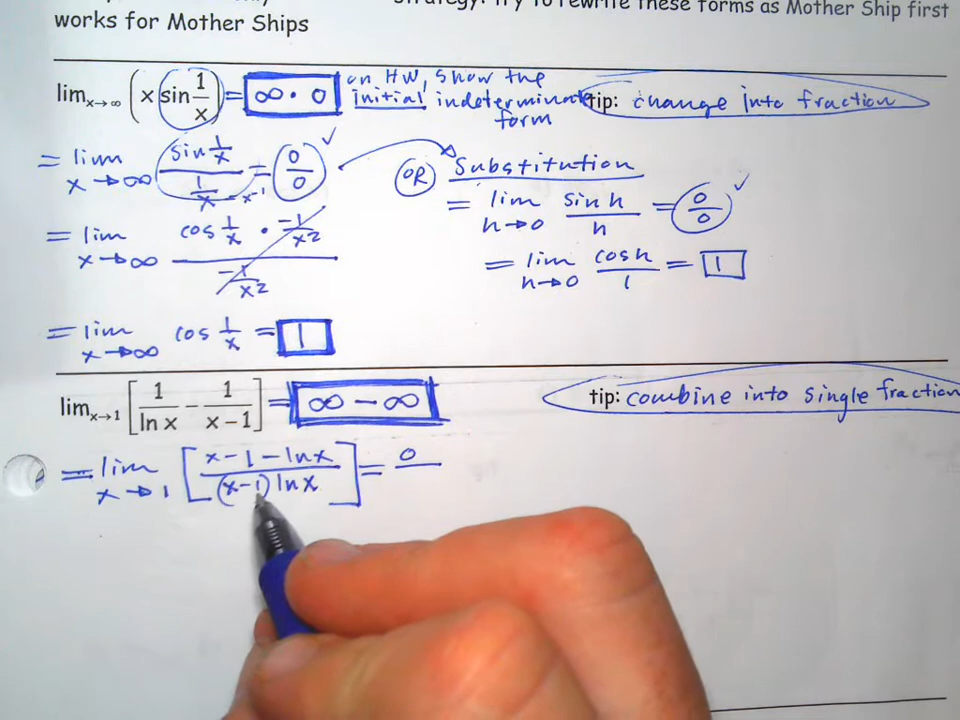 strategy: Try to rewrite these forms as Mother Ship first
works for Mother Ships
lim x→∞ (x sin 1/x) = ∞ · 0 on HW, show the initial indeterminate form tip: change into fraction
= lim x→∞ sin 1/x / 1/x = 0/0 ✓
x⁻¹
OR Substitution
= lim h→0 sin h / h = 0/0 ✓
= lim x→∞ cos 1/x · -1/x² / -1/x²
= lim h→0 cos h / 1 = 1
= lim x→∞ cos 1/x = 1
lim x→1 [1/ln x − 1/x−1] = ∞ − ∞ tip: combine into single fraction
= lim x→1 [x−1−ln x / (x−1) ln x] = 0